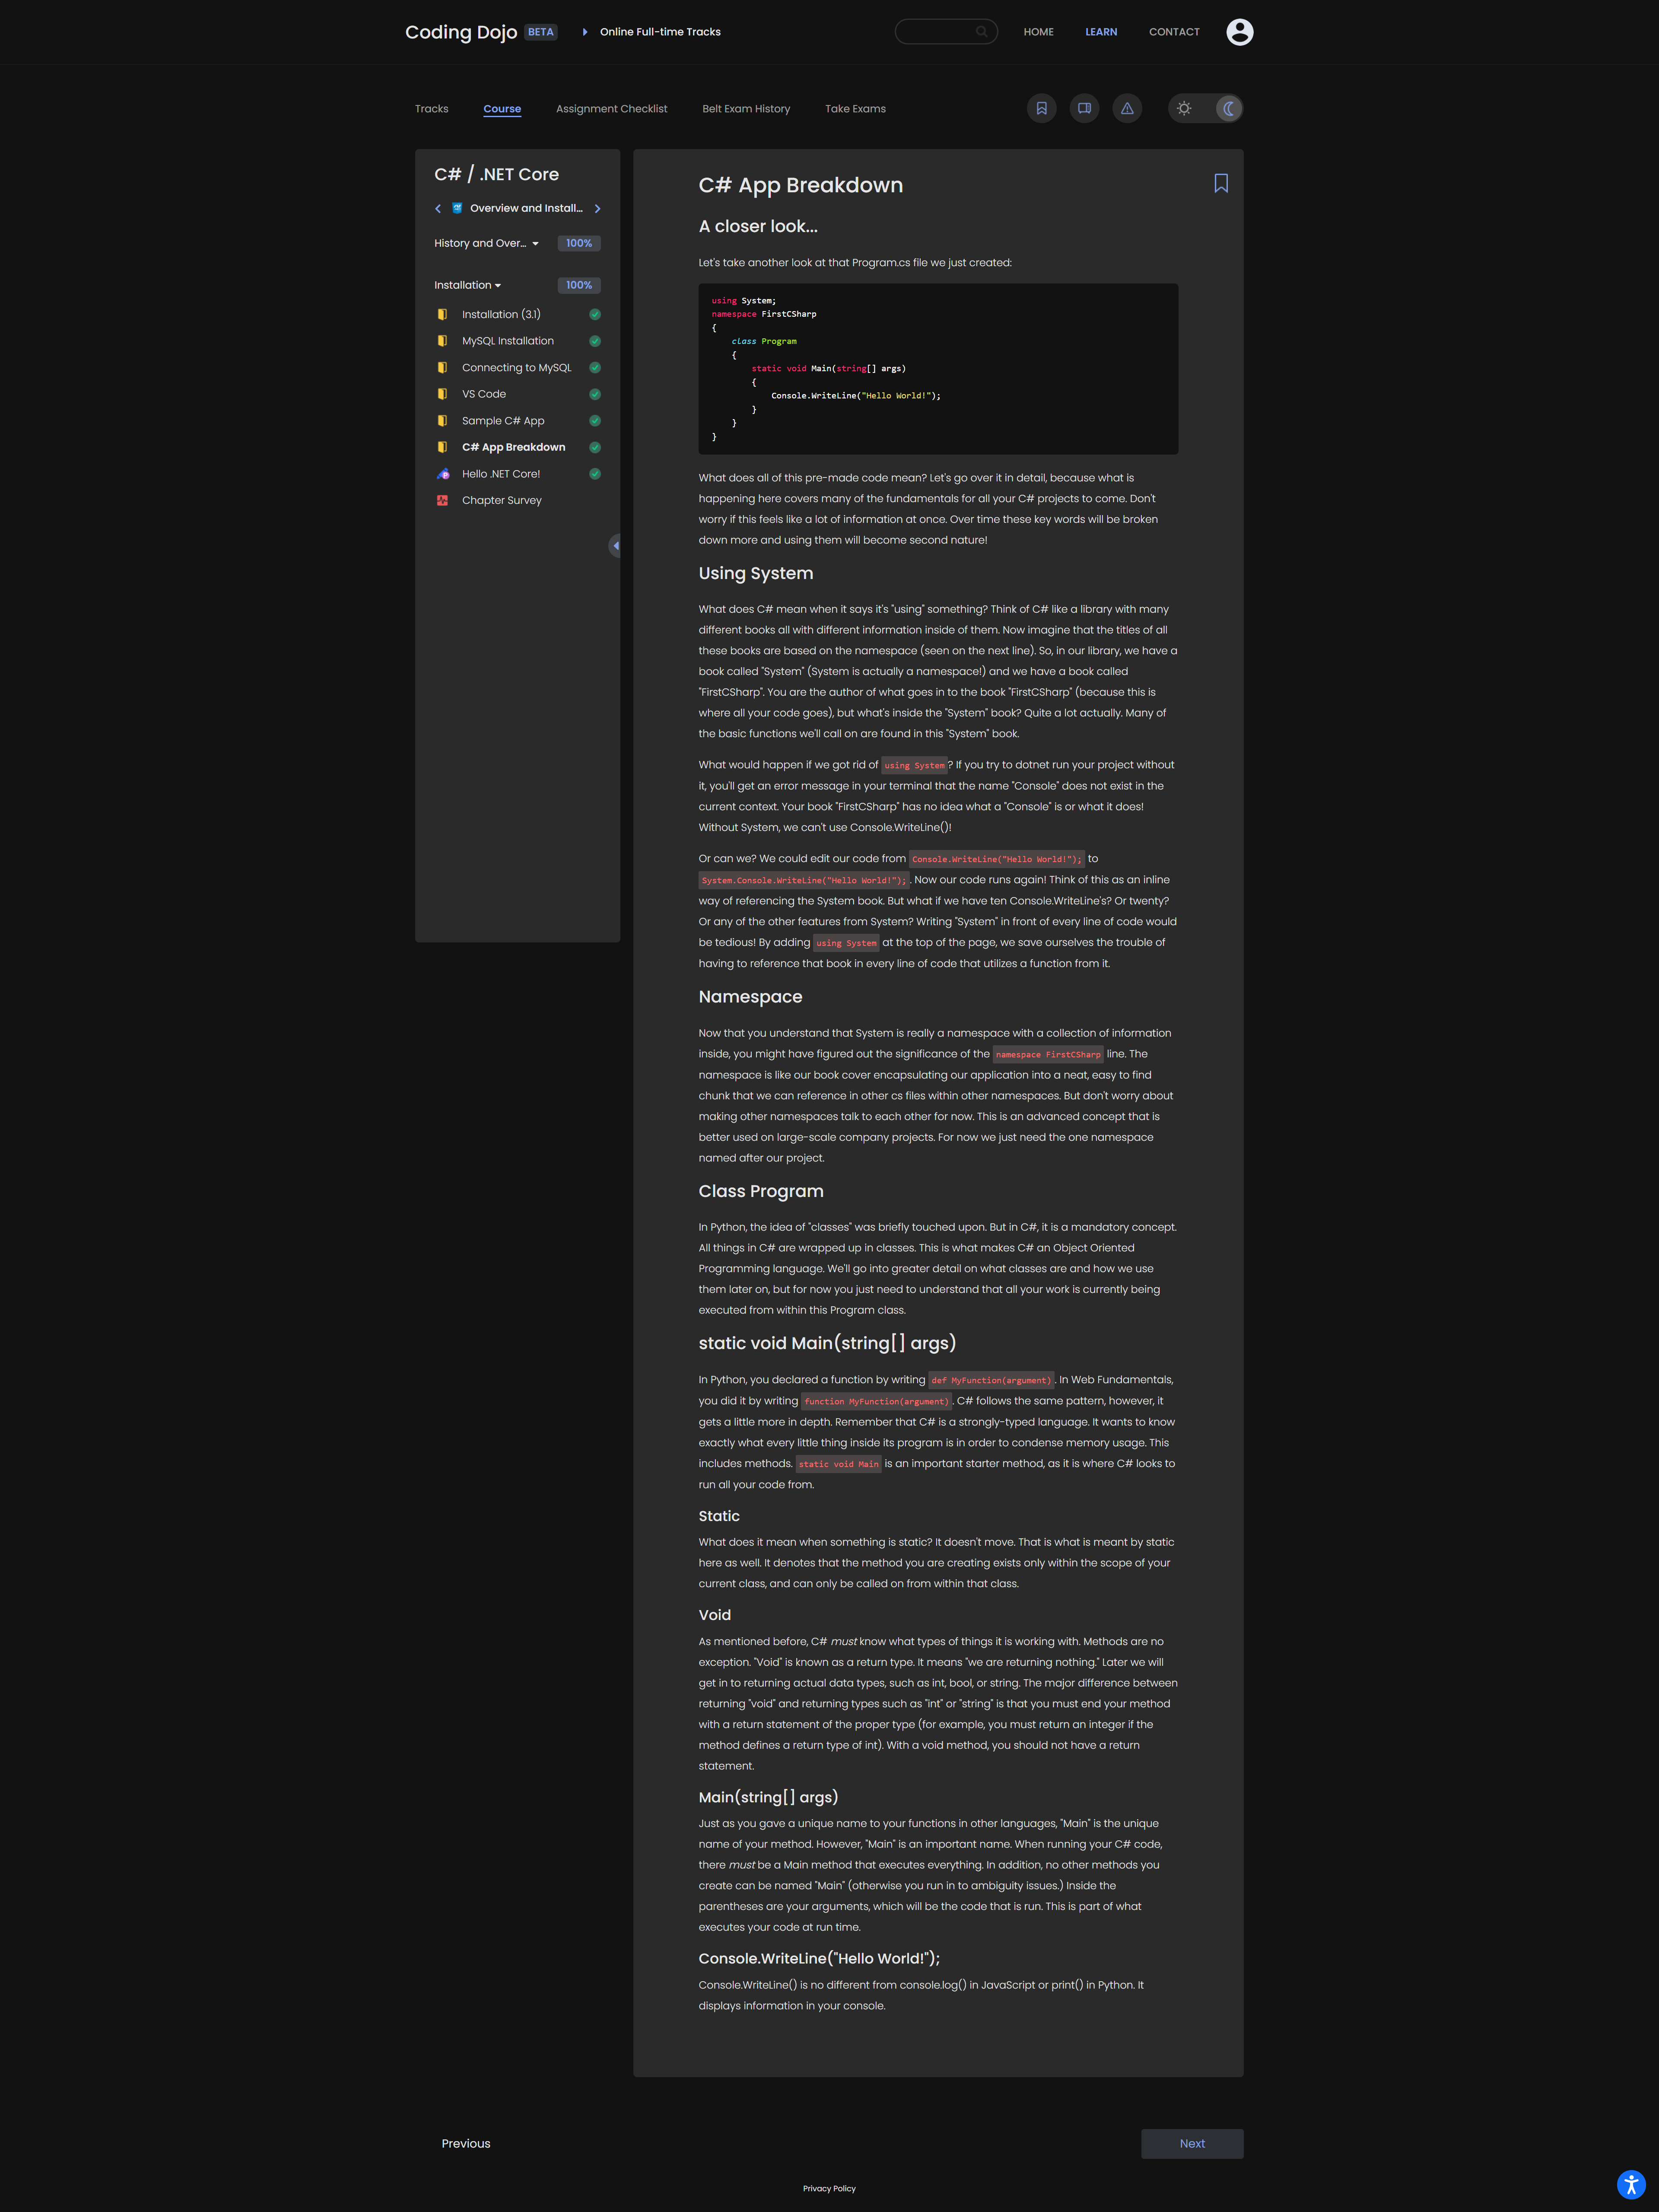 Coding Dojo BETA Online Full-time Tracks HOME LEARN CONTACT
Tracks Course Assignment Checklist Belt Exam History Take Exams
C# / .NET Core
Overview and Install...
History and Over... 100%
Installation 100%
Installation (3.1)
MySQL Installation
Connecting to MySQL
VS Code
Sample C# App
C# App Breakdown
Hello .NET Core!
Chapter Survey
C# App Breakdown
A closer look...
Let's take another look at that Program.cs file we just created:
using System;
namespace FirstCSharp
{
    class Program
    {
        static void Main(string[] args)
        {
            Console.WriteLine("Hello World!");
        }
    }
}
What does all of this pre-made code mean? Let's go over it in detail, because what is
happening here covers many of the fundamentals for all your C# projects to come. Don't
worry if this feels like a lot of information at once. Over time these key words will be broken
down more and using them will become second nature!
Using System
What does C# mean when it says it's "using" something? Think of C# like a library with many
different books all with different information inside of them. Now imagine that the titles of all
these books are based on the namespace (seen on the next line). So, in our library, we have a
book called "System" (System is actually a namespace!) and we have a book called
"FirstCSharp". You are the author of what goes in to the book "FirstCSharp" (because this is
where all your code goes), but what's inside the "System" book? Quite a lot actually. Many of
the basic functions we'll call on are found in this "System" book.
What would happen if we got rid of using System? If you try to dotnet run your project without
it, you'll get an error message in your terminal that the name "Console" does not exist in the
current context. Your book "FirstCSharp" has no idea what a "Console" is or what it does!
Without System, we can't use Console.WriteLine()!
Or can we? We could edit our code from Console.WriteLine("Hello World!"); to
System.Console.WriteLine("Hello World!");. Now our code runs again! Think of this as an inline
way of referencing the System book. But what if we have ten Console.WriteLine's? Or twenty?
Or any of the other features from System? Writing "System" in front of every line of code would
be tedious! By adding using System at the top of the page, we save ourselves the trouble of
having to reference that book in every line of code that utilizes a function from it.
Namespace
Now that you understand that System is really a namespace with a collection of information
inside, you might have figured out the significance of the namespace FirstCSharp line. The
namespace is like our book cover encapsulating our application into a neat, easy to find
chunk that we can reference in other cs files within other namespaces. But don't worry about
making other namespaces talk to each other for now. This is an advanced concept that is
better used on large-scale company projects. For now we just need the one namespace
named after our project.
Class Program
In Python, the idea of "classes" was briefly touched upon. But in C#, it is a mandatory concept.
All things in C# are wrapped up in classes. This is what makes C# an Object Oriented
Programming language. We'll go into greater detail on what classes are and how we use
them later on, but for now you just need to understand that all your work is currently being
executed from within this Program class.
static void Main(string[] args)
In Python, you declared a function by writing def MyFunction(argument). In Web Fundamentals,
you did it by writing function MyFunction(argument). C# follows the same pattern, however, it
gets a little more in depth. Remember that C# is a strongly-typed language. It wants to know
exactly what every little thing inside its program is in order to condense memory usage. This
includes methods. static void Main is an important starter method, as it is where C# looks to
run all your code from.
Static
What does it mean when something is static? It doesn't move. That is what is meant by static
here as well. It denotes that the method you are creating exists only within the scope of your
current class, and can only be called on from within that class.
Void
As mentioned before, C# must know what types of things it is working with. Methods are no
exception. "Void" is known as a return type. It means "we are returning nothing." Later we will
get in to returning actual data types, such as int, bool, or string. The major difference between
returning "void" and returning types such as "int" or "string" is that you must end your method
with a return statement of the proper type (for example, you must return an integer if the
method defines a return type of int). With a void method, you should not have a return
statement.
Main(string[] args)
Just as you gave a unique name to your functions in other languages, "Main" is the unique
name of your method. However, "Main" is an important name. When running your C# code,
there must be a Main method that executes everything. In addition, no other methods you
create can be named "Main" (otherwise you run in to ambiguity issues.) Inside the
parentheses are your arguments, which will be the code that is run. This is part of what
executes your code at run time.
Console.WriteLine("Hello World!");
Console.WriteLine() is no different from console.log() in JavaScript or print() in Python. It
displays information in your console.
Previous Next
Privacy Policy